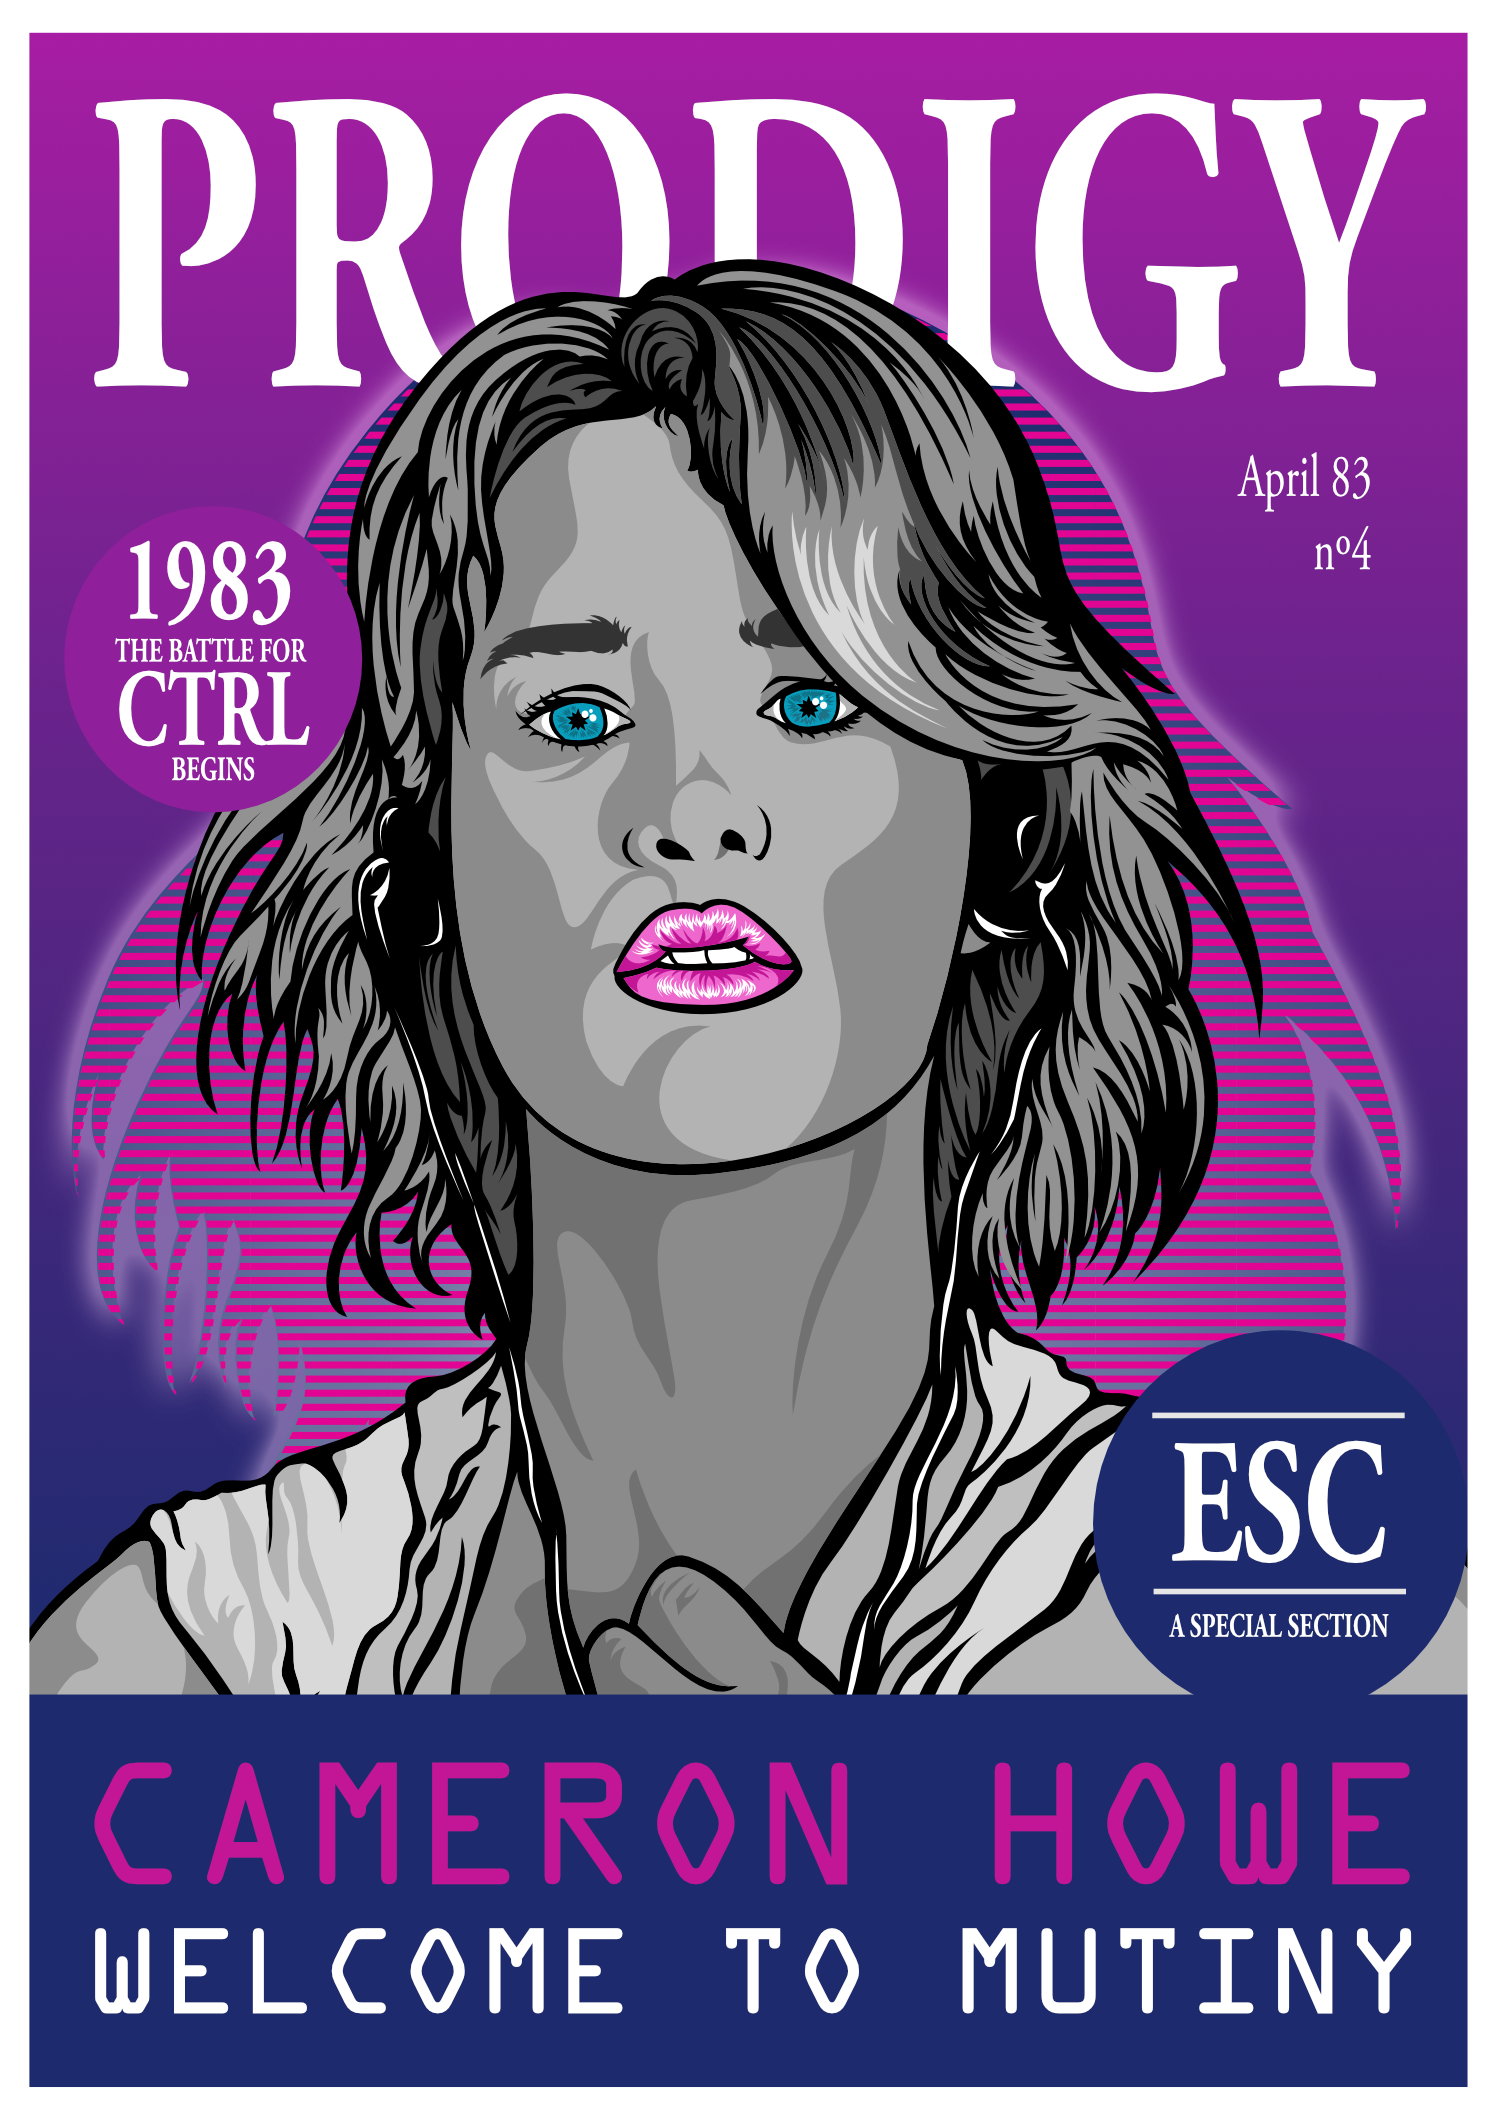 PRODIGY
April 83
nº4
1983
THE BATTLE FOR
CTRL
BEGINS
ESC
A SPECIAL SECTION
CAMERON HOWE
WELCOME TO MUTINY